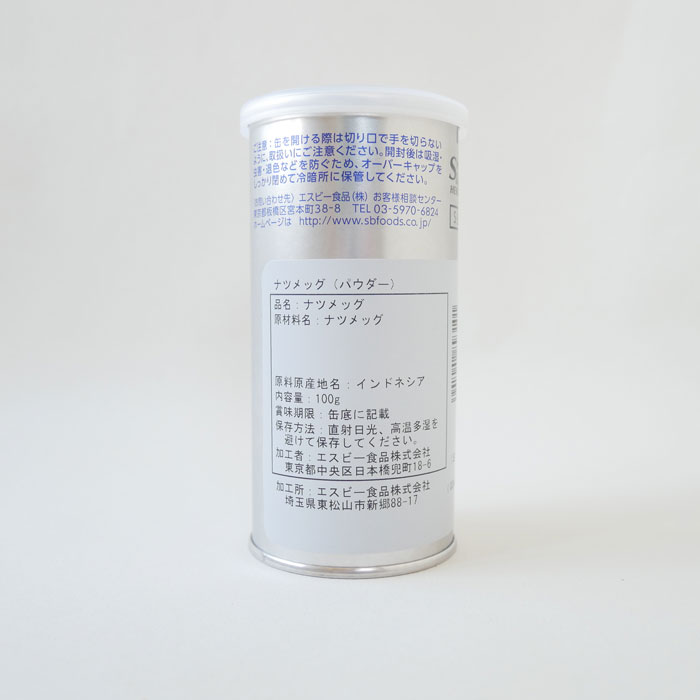 ご注意：缶を開ける際は切り口で手を切らない
ように、取扱いにご注意ください。開封後は吸湿・
虫害・退色などを防ぐため、オーバーキャップを
しっかり閉めて冷暗所に保管してください。
お問い合わせ先）エスビー食品（株）お客様相談センター
東京都板橋区宮本町38-8 TEL 03-5970-6824
ホームページは http://www.sbfoods.co.jp/
ナツメッグ（パウダー）
品名：ナツメッグ
原材料名：ナツメッグ
原料原産地名：インドネシア
内容量：100g
賞味期限：缶底に記載
保存方法：直射日光、高温多湿を
避けて保存してください。
加工者：エスビー食品株式会社
東京都中央区日本橋兜町18-6
加工所：エスビー食品株式会社
埼玉県東松山市新郷88-17